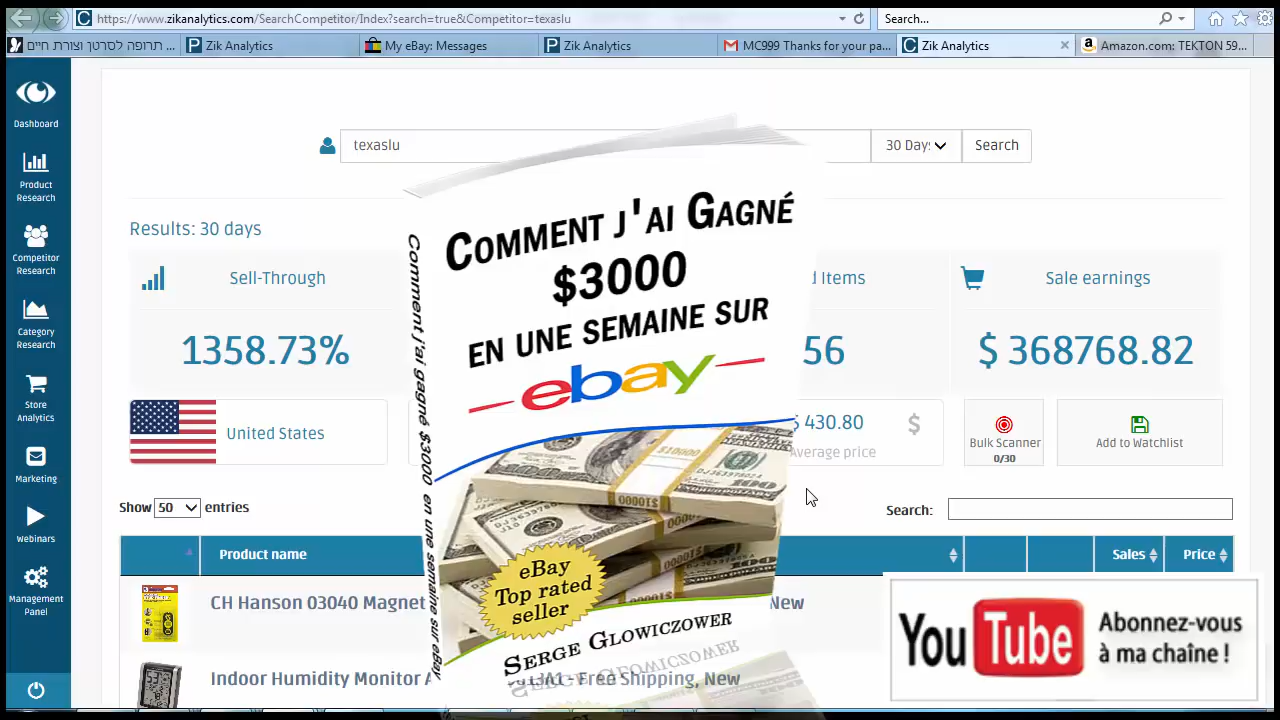 https://www.zikanalytics.com/SearchCompetitor/Index?search=true&Competitor=texaslu
Search...
תרופה לסרטן וצורת חיים ...
Zik Analytics
My eBay: Messages
Zik Analytics
MC999 Thanks for your pa...
Zik Analytics
Amazon.com: TEKTON 59...
Dashboard
Product
Research
Competitor
Research
Category
Research
Store
Analytics
Marketing
Webinars
Management
Panel
texaslu
30 Days
Search
Results: 30 days
Sell-Through
1358.73%
d Items
56
Sale earnings
$ 368768.82
United States
$ 430.80
Average price
$
Bulk Scanner
0/30
Add to Watchlist
Show 50 entries
Search:
Product name
Sales
Price
CH Hanson 03040 Magnet
New
Indoor Humidity Monitor A
- Free Shipping, New
Comment j'ai Gagné
$3000
en une semaine sur
ebay
eBay
Top rated
seller
Serge Glowiczower
Comment j'ai gagné $3000 en une semaine sur eBay
YouTube
Abonnez-vous
à ma chaîne !